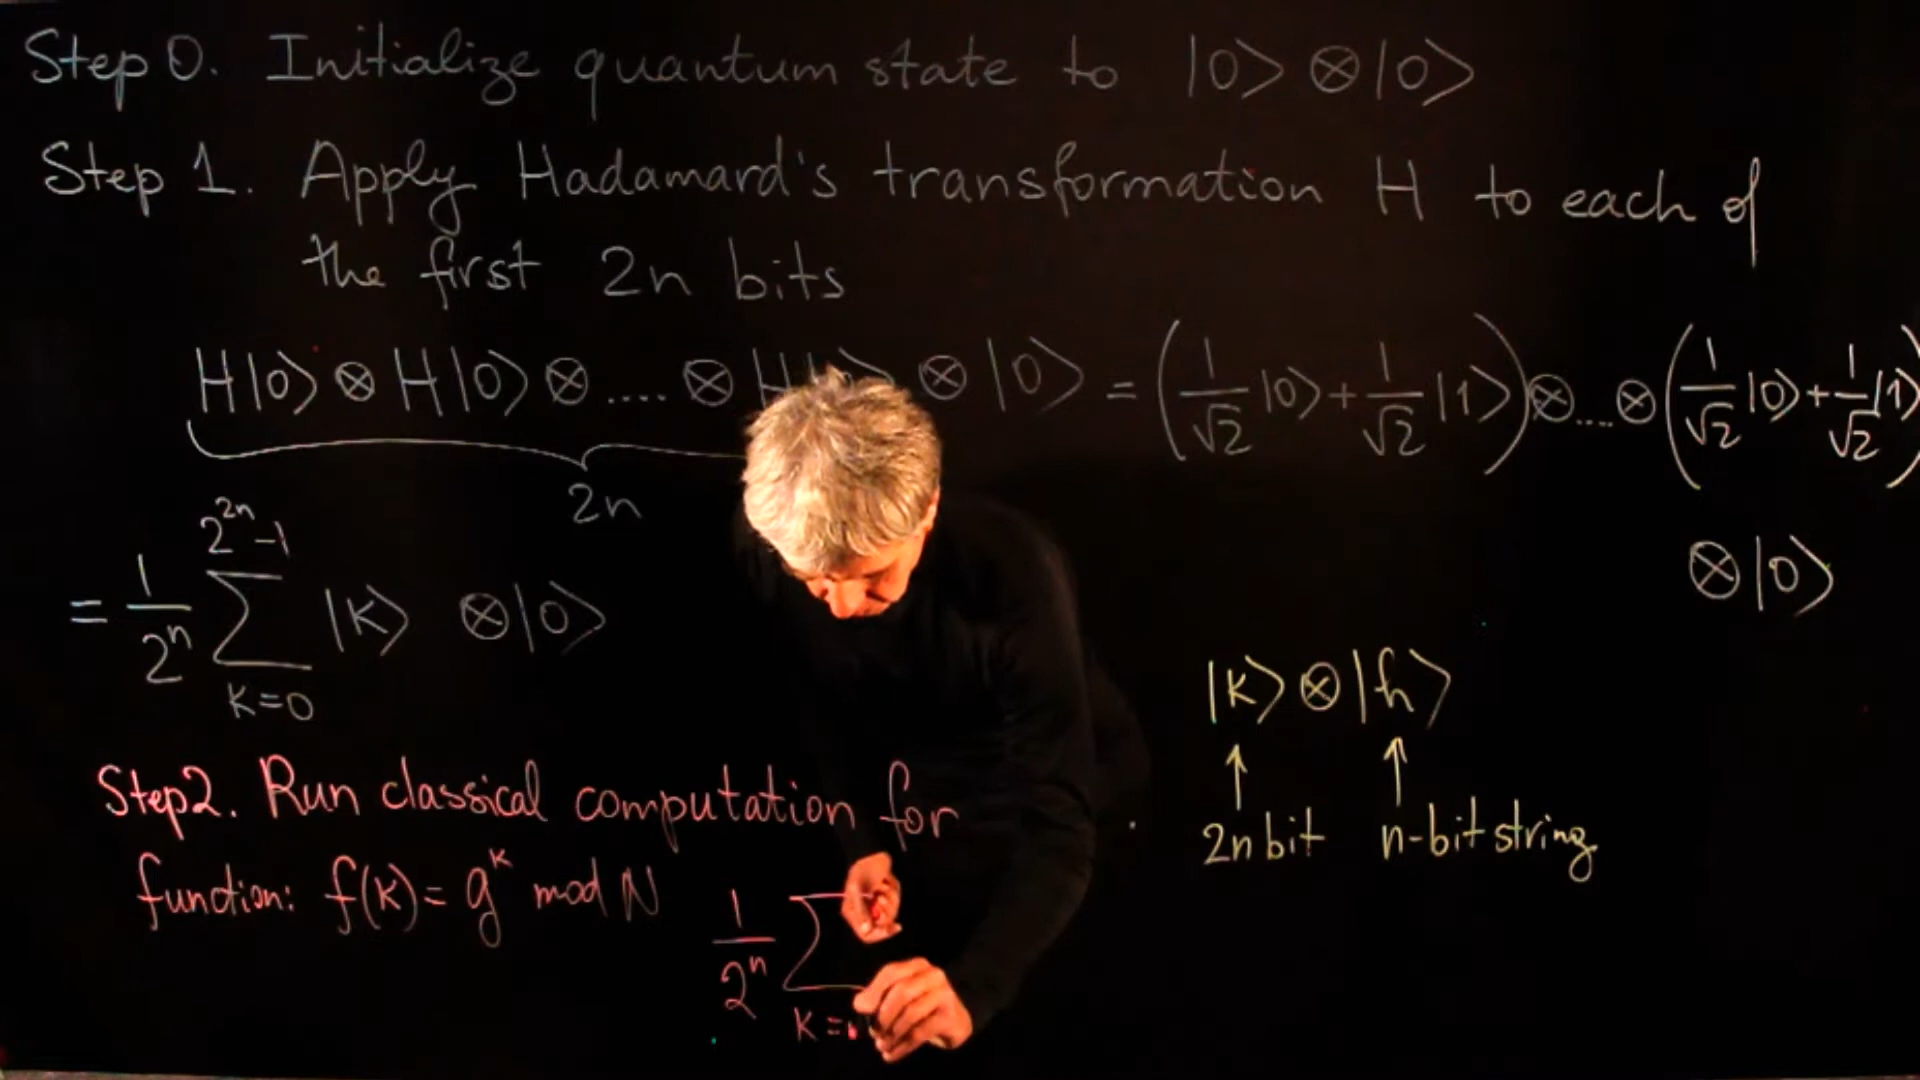 Step 0. Initialize quantum state to |0> ⊗ |0>
Step 1. Apply Hadamard's transformation H to each of
the first 2n bits
H|0> ⊗ H|0> ⊗ .... ⊗ H|0> ⊗ |0> = (1/√2 |0> + 1/√2 |1>) ⊗ .... ⊗ (1/√2 |0> + 1/√2 |1>)
2n
⊗ |0>
= 1/2^n ∑_{k=0}^{2^{2n}-1} |k> ⊗ |0>
|k> ⊗ |h>
↑ ↑
2n bit n-bit string
Step 2. Run classical computation for
function: f(k) = g^k mod N
1/2^n ∑ k=